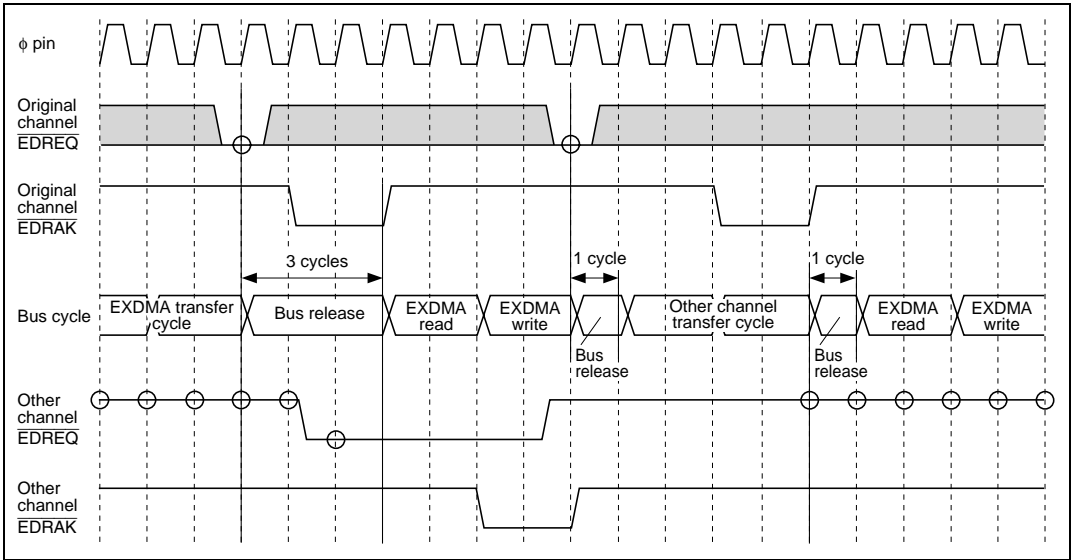 ϕ pin
Original
channel
EDREQ
Original
channel
EDRAK
3 cycles
1 cycle
1 cycle
Bus cycle
EXDMA transfer
cycle
Bus release
EXDMA
read
EXDMA
write
Bus
release
Other channel
transfer cycle
Bus
release
EXDMA
read
EXDMA
write
Other
channel
EDREQ
Other
channel
EDRAK